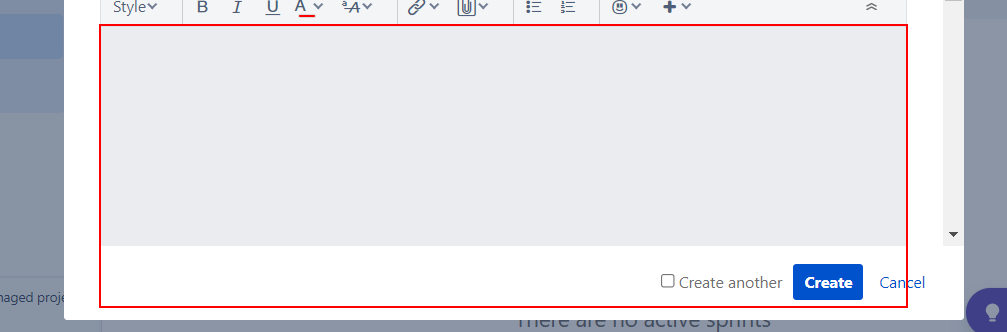 Style B I U A ªA
Create another Create Cancel
naged proje
There are no active sprints